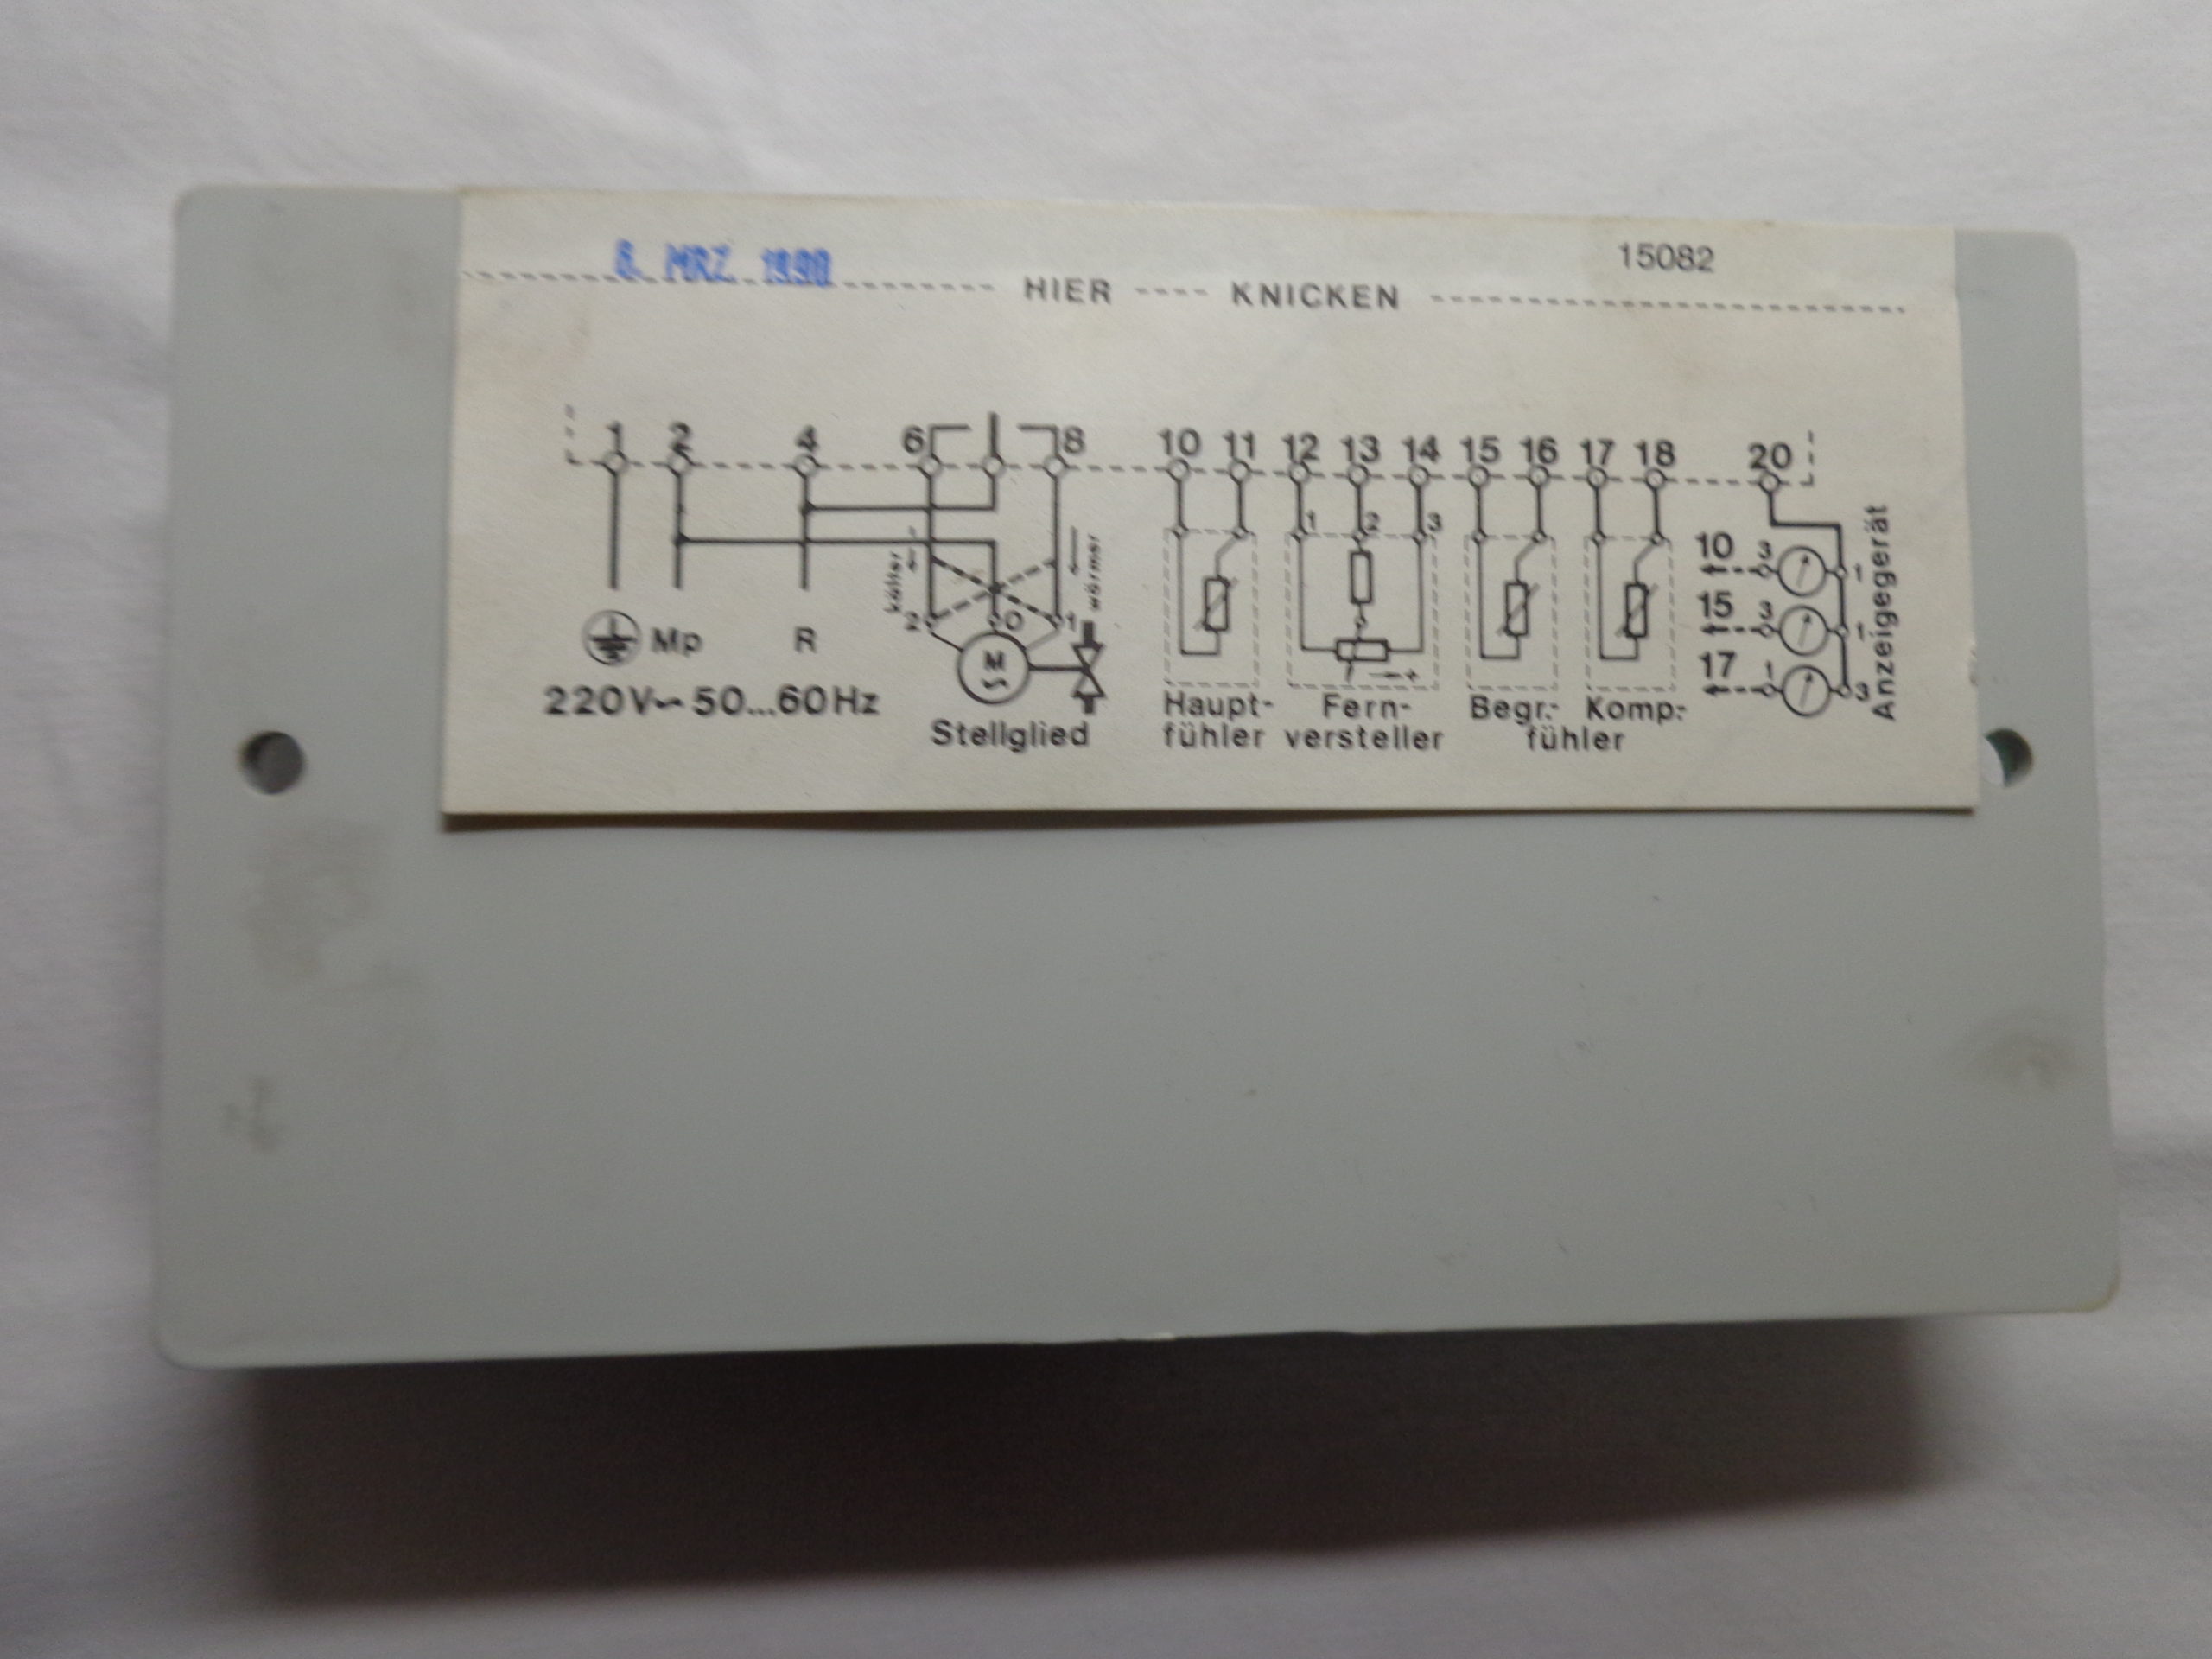 8. MRZ. 1990 15082
HIER KNICKEN
1 2 4 6 8 10 11 12 13 14 15 16 17 18 20
1 2 3
kälter wärmer
2 0 1
Mp R
M
~
220V~ 50...60Hz
Stellglied
Haupt-
fühler
Fern-
versteller
Begr.- Komp.-
fühler
- +
10 3 1
15 3 1
17 1 3
Anzeigegerät